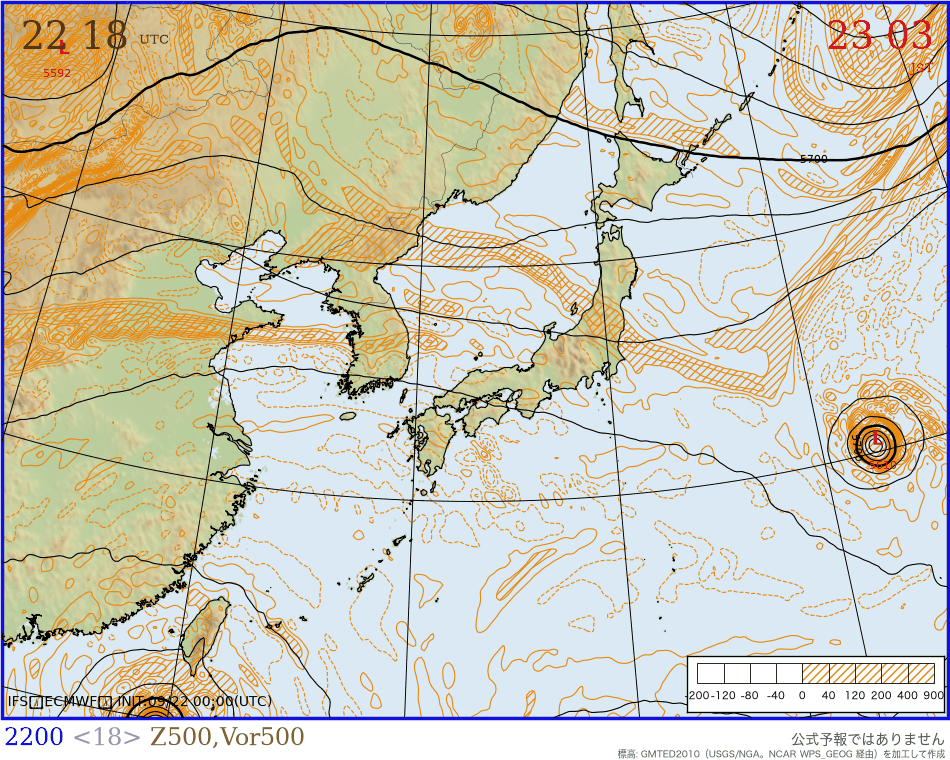 22 18 UTC
23 03
JST
L
5592
5700
L
IFS□ECMWF□ INIT:09/22 00:00(UTC)
-200 -120 -80 -40 0 40 120 200 400 900
2200 <18> Z500,Vor500
公式予報ではありません
標高: GMTED2010（USGS/NGA。NCAR WPS_GEOG 経由）を加工して作成